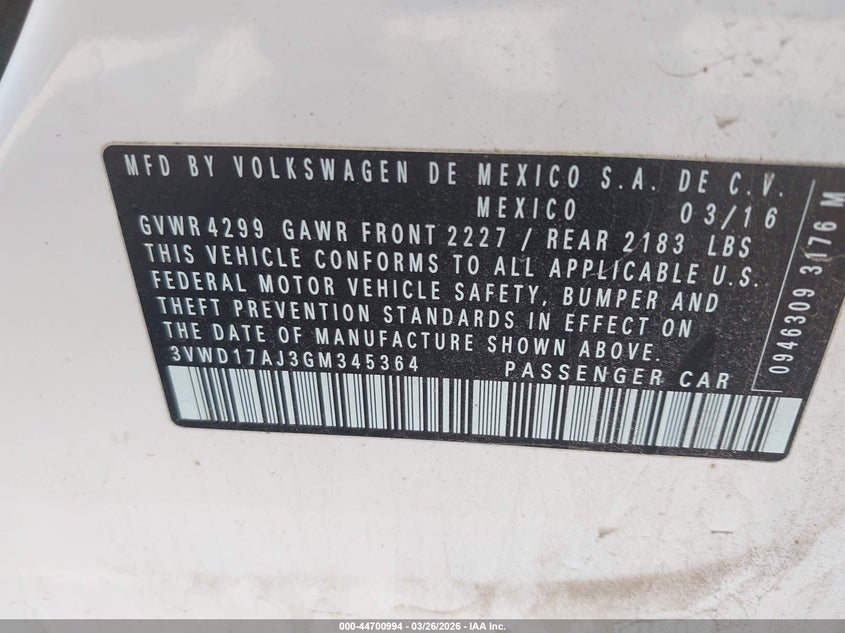 MFD BY VOLKSWAGEN DE MEXICO S.A. DE C.V.
MEXICO 03/16
GVWR 4299 GAWR FRONT 2227 / REAR 2183 LBS
THIS VEHICLE CONFORMS TO ALL APPLICABLE U.S.
FEDERAL MOTOR VEHICLE SAFETY, BUMPER AND
THEFT PREVENTION STANDARDS IN EFFECT ON
THE DATE OF MANUFACTURE SHOWN ABOVE.
3VWD17AJ3GM345364 PASSENGER CAR
0946309 3176 M
000-44700994 - 03/26/2026 - IAA Inc.